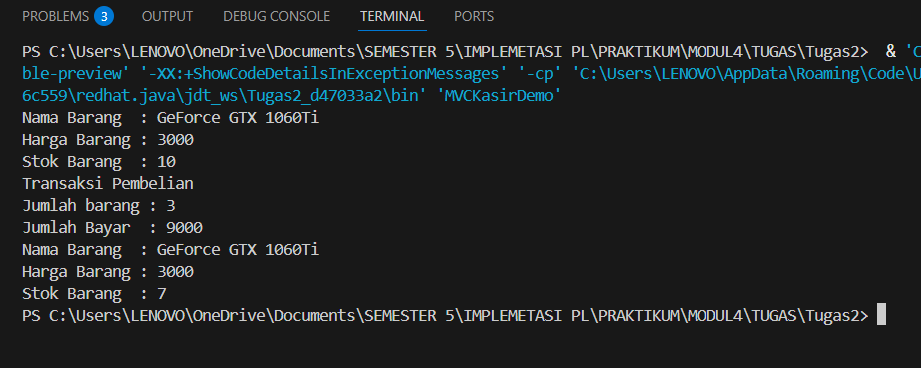 PROBLEMS 3 OUTPUT DEBUG CONSOLE TERMINAL PORTS
PS C:\Users\LENOVO\OneDrive\Documents\SEMESTER 5\IMPLEMETASI PL\PRAKTIKUM\MODUL4\TUGAS\Tugas2> & 'C
ble-preview' '-XX:+ShowCodeDetailsInExceptionMessages' '-cp' 'C:\Users\LENOVO\AppData\Roaming\Code\U
6c559\redhat.java\jdt_ws\Tugas2_d47033a2\bin' 'MVCKasirDemo'
Nama Barang  : GeForce GTX 1060Ti
Harga Barang : 3000
Stok Barang  : 10
Transaksi Pembelian
Jumlah barang : 3
Jumlah Bayar  : 9000
Nama Barang  : GeForce GTX 1060Ti
Harga Barang : 3000
Stok Barang  : 7
PS C:\Users\LENOVO\OneDrive\Documents\SEMESTER 5\IMPLEMETASI PL\PRAKTIKUM\MODUL4\TUGAS\Tugas2>